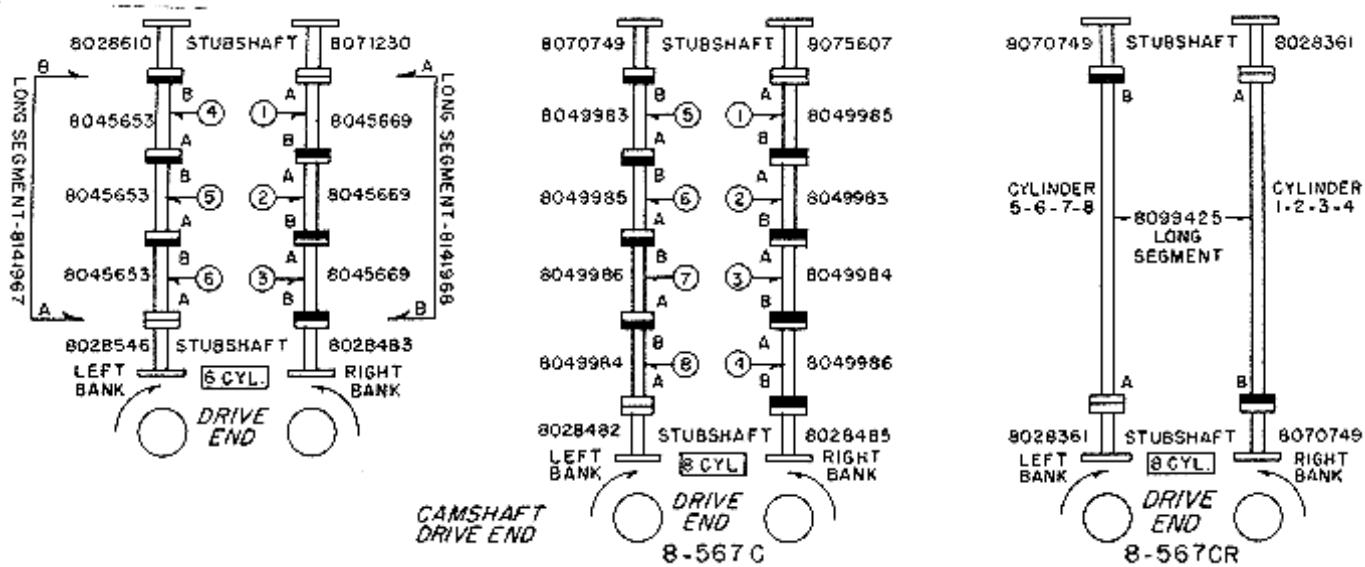 8028610 STUBSHAFT 8071230
B A
LONG SEGMENT-8141967
LONG SEGMENT-8141968
B 4 1 A
8045653 8045669
A B
B 5 2 A
8045653 8045669
A B
B 6 3 A
8045653 8045669
A B
A B
8028546 STUBSHAFT 8028483
LEFT BANK 6 CYL. RIGHT BANK
DRIVE
END
8070749 STUBSHAFT 8075607
B 5 1 A
8049983 8049985
A B
B 6 2 A
8049985 8049983
A B
B 7 3 A
8049986 8049984
A B
B 8 4 A
8049984 8049986
A B
8028482 STUBSHAFT 8028485
LEFT BANK 8 CYL. RIGHT BANK
DRIVE
END
CAMSHAFT
DRIVE END
8-567C
8070749 STUBSHAFT 8028361
B A
CYLINDER
5-6-7-8
CYLINDER
1-2-3-4
8099425
LONG
SEGMENT
A B
8028361 STUBSHAFT 8070749
LEFT BANK 8 CYL. RIGHT BANK
DRIVE
END
8-567CR